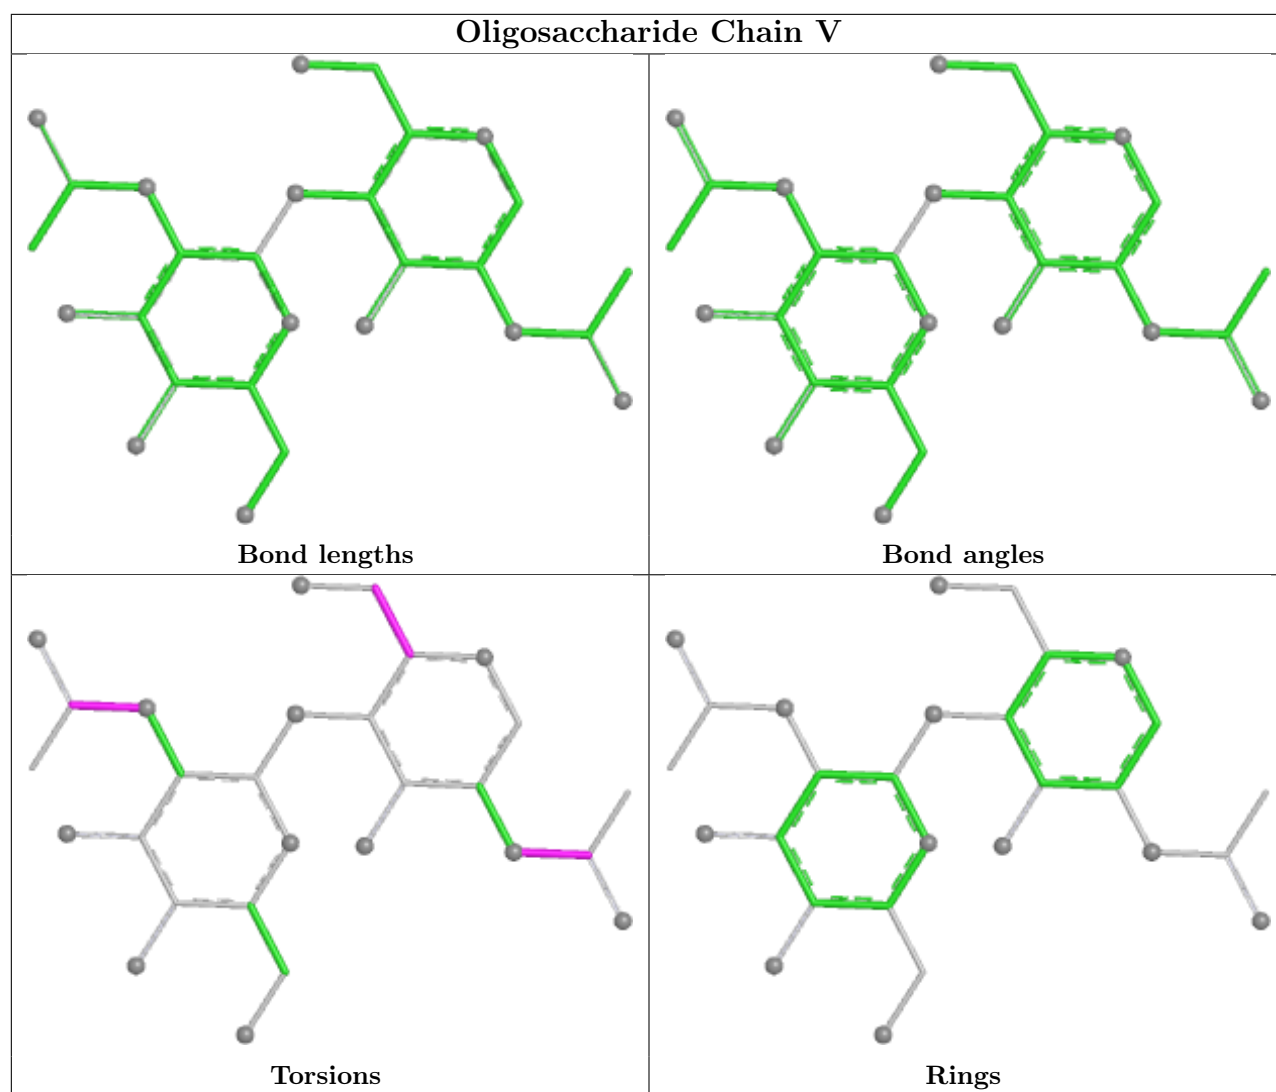 Oligosaccharide Chain V
Bond lengths
Bond angles
Torsions
Rings